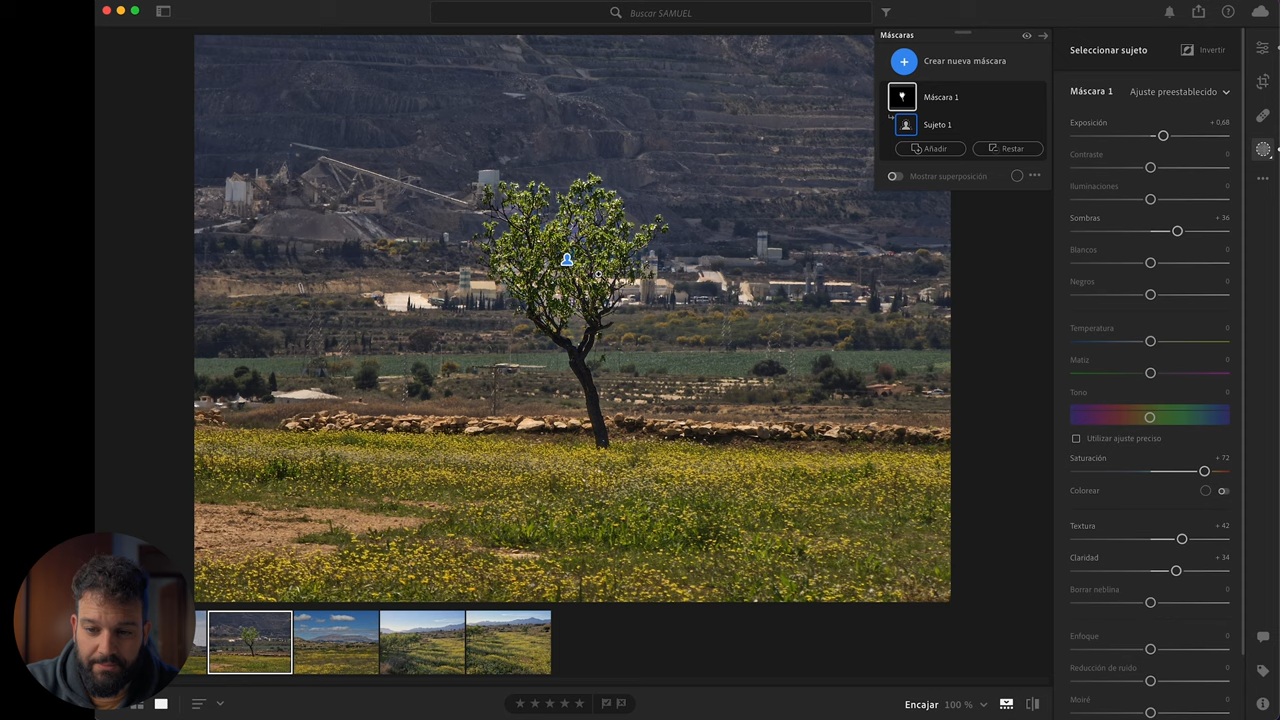 Buscar SAMUEL
Máscaras
Crear nueva máscara
Máscara 1
Sujeto 1
Añadir
Restar
Mostrar superposición
Seleccionar sujeto
Invertir
Máscara 1
Ajuste preestablecido
Exposición + 0,68
Contraste 0
Iluminaciones 0
Sombras + 36
Blancos 0
Negros 0
Temperatura 0
Matiz 0
Tono 0
Utilizar ajuste preciso
Saturación + 72
Colorear
Textura + 42
Claridad + 34
Borrar neblina 0
Enfoque 0
Reducción de ruido 0
Moiré 0
Encajar 100 %